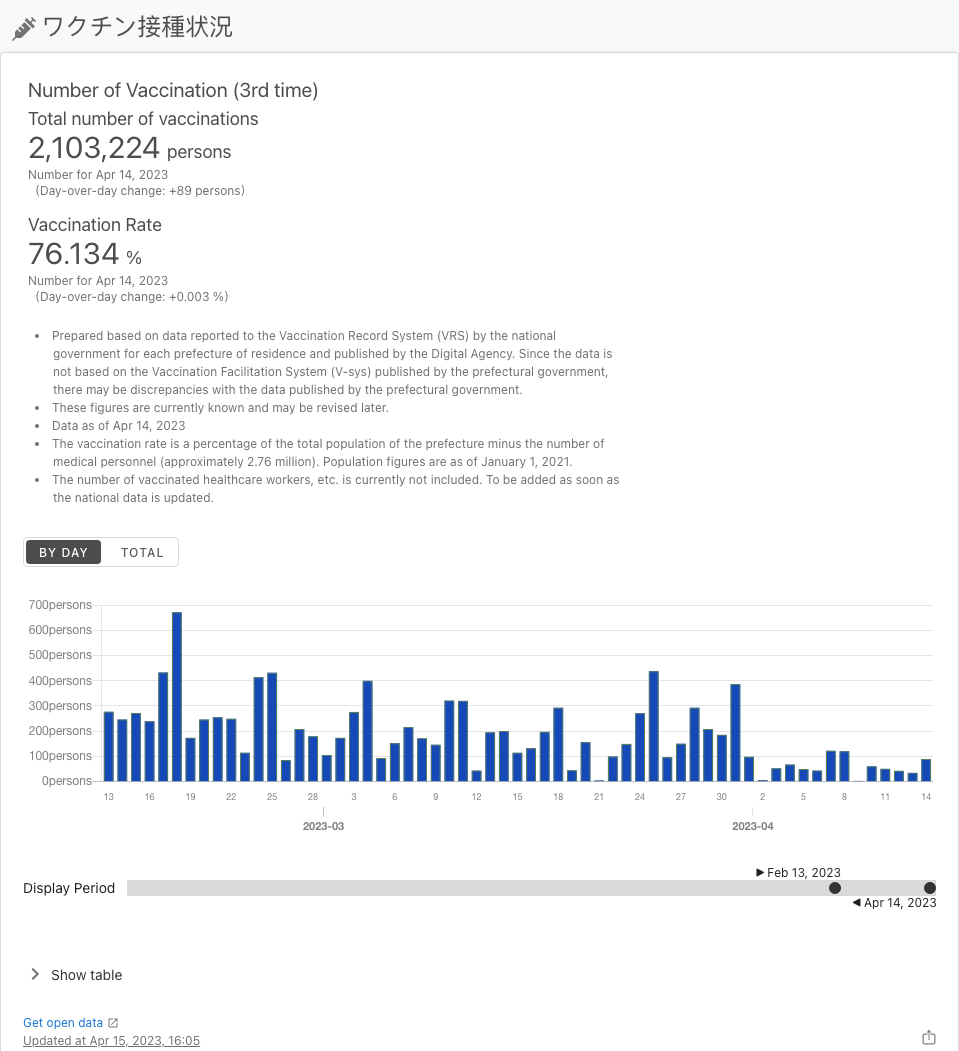 ワクチン接種状況
Number of Vaccination (3rd time)
Total number of vaccinations
2,103,224 persons
Number for Apr 14, 2023
(Day-over-day change: +89 persons)
Vaccination Rate
76.134 %
Number for Apr 14, 2023
(Day-over-day change: +0.003 %)
• Prepared based on data reported to the Vaccination Record System (VRS) by the national
government for each prefecture of residence and published by the Digital Agency. Since the data is
not based on the Vaccination Facilitation System (V-sys) published by the prefectural government,
there may be discrepancies with the data published by the prefectural government.
• These figures are currently known and may be revised later.
• Data as of Apr 14, 2023
• The vaccination rate is a percentage of the total population of the prefecture minus the number of
medical personnel (approximately 2.76 million). Population figures are as of January 1, 2021.
• The number of vaccinated healthcare workers, etc. is currently not included. To be added as soon as
the national data is updated.
BY DAY TOTAL
700persons
600persons
500persons
400persons
300persons
200persons
100persons
0persons
13 16 19 22 25 28 3 6 9 12 15 18 21 24 27 30 2 5 8 11 14
2023-03 2023-04
▶ Feb 13, 2023
Display Period
◀ Apr 14, 2023
Show table
Get open data
Updated at Apr 15, 2023, 16:05